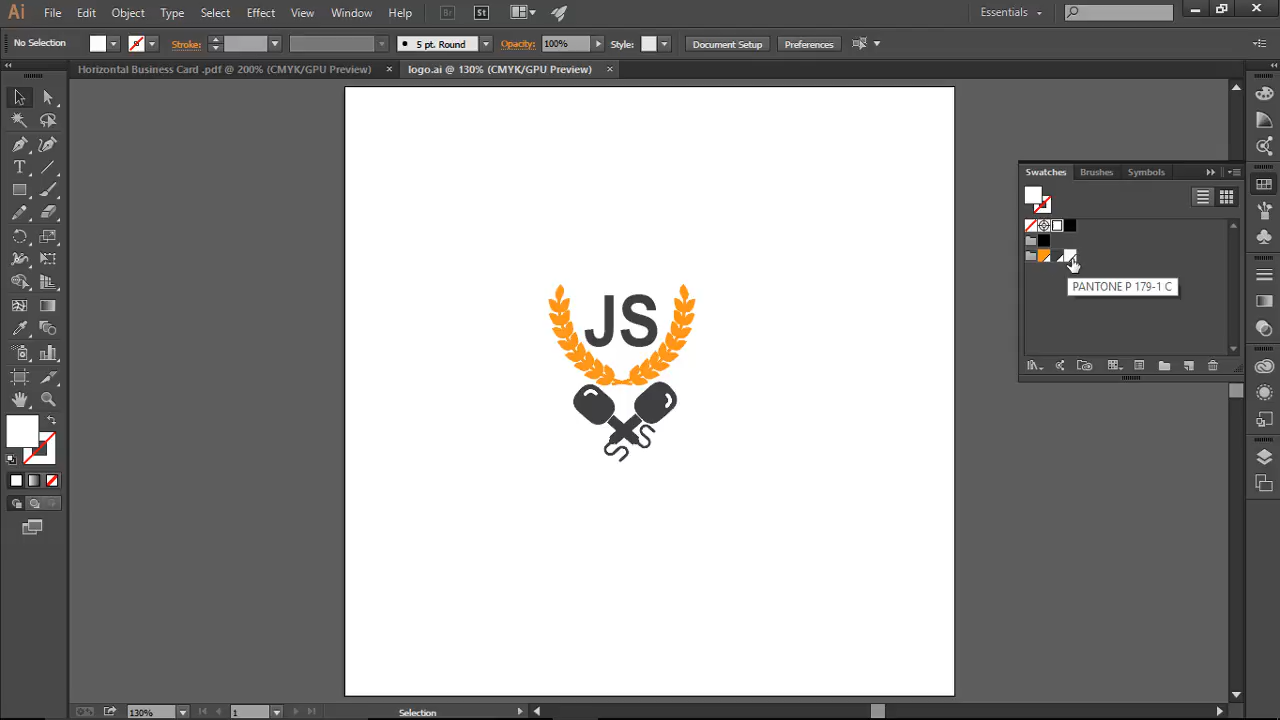 Ai File Edit Object Type Select Effect View Window Help Br St Essentials
No Selection Stroke: 5 pt. Round Opacity: 100% Style: Document Setup Preferences
Horizontal Business Card .pdf @ 200% (CMYK/GPU Preview) × logo.ai @ 130% (CMYK/GPU Preview) ×
Swatches Brushes Symbols
PANTONE P 179-1 C
JS
130% 1 Selection